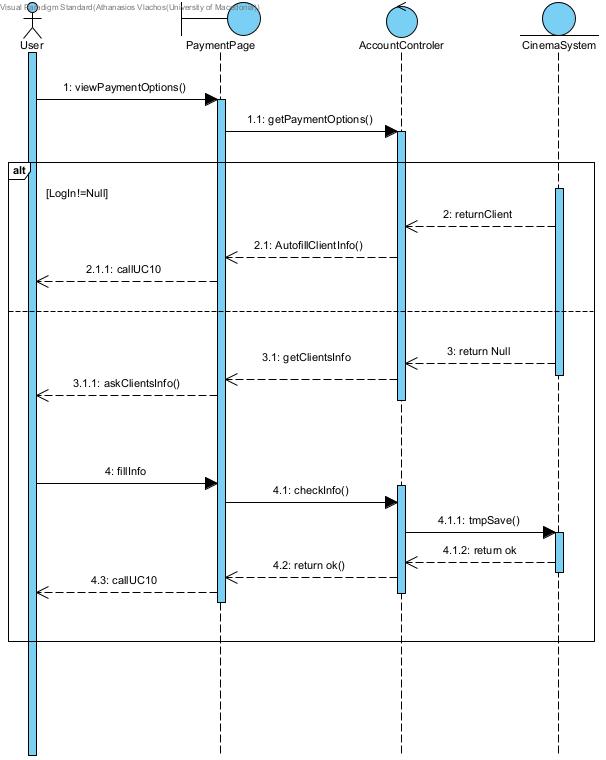 Visual Paradigm Standard(Athanasios Vlachos(University of Macedonia))
User
PaymentPage
AccountControler
CinemaSystem
1: viewPaymentOptions()
1.1: getPaymentOptions()
alt
[LogIn!=Null]
2: returnClient
2.1: AutofillClientInfo()
2.1.1: callUC10
3: return Null
3.1: getClientsInfo
3.1.1: askClientsInfo()
4: fillInfo
4.1: checkInfo()
4.1.1: tmpSave()
4.1.2: return ok
4.2: return ok()
4.3: callUC10